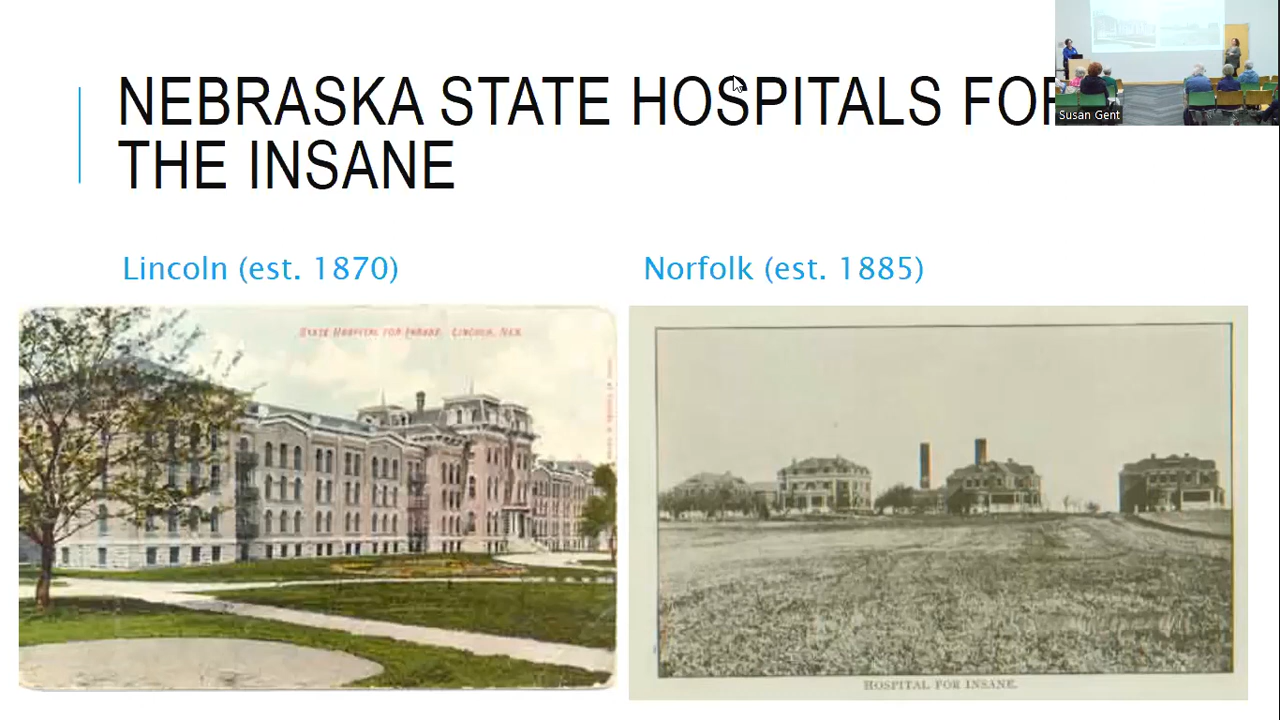 NEBRASKA STATE HOSPITALS FOR
THE INSANE
Susan Gent
Lincoln (est. 1870)
Norfolk (est. 1885)
STATE HOSPITAL FOR INSANE. LINCOLN, NEB.
HOSPITAL FOR INSANE.